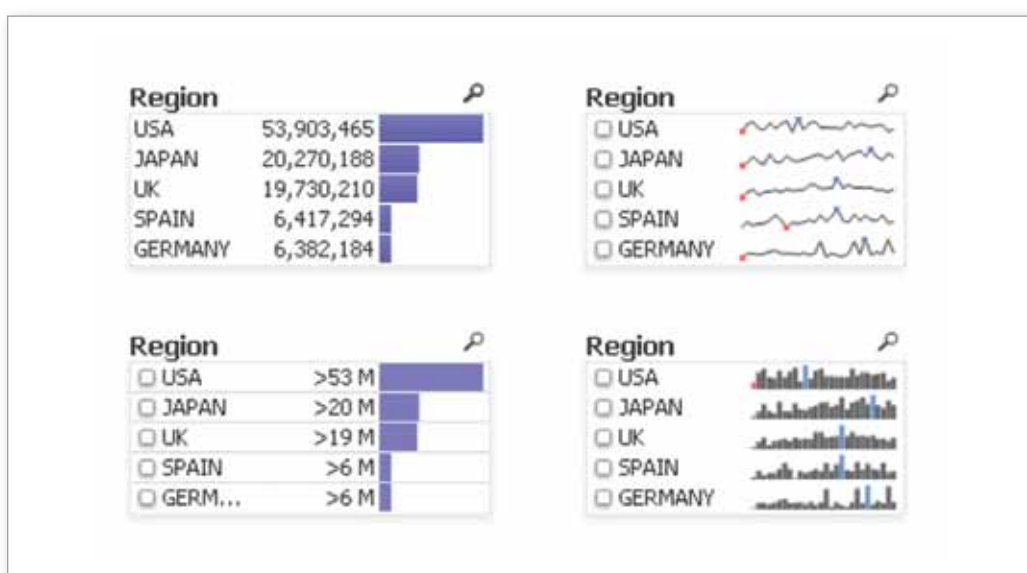 Region
USA 53,903,465
JAPAN 20,270,188
UK 19,730,210
SPAIN 6,417,294
GERMANY 6,382,184
Region
USA
JAPAN
UK
SPAIN
GERMANY
Region
USA >53 M
JAPAN >20 M
UK >19 M
SPAIN >6 M
GERM... >6 M
Region
USA
JAPAN
UK
SPAIN
GERMANY